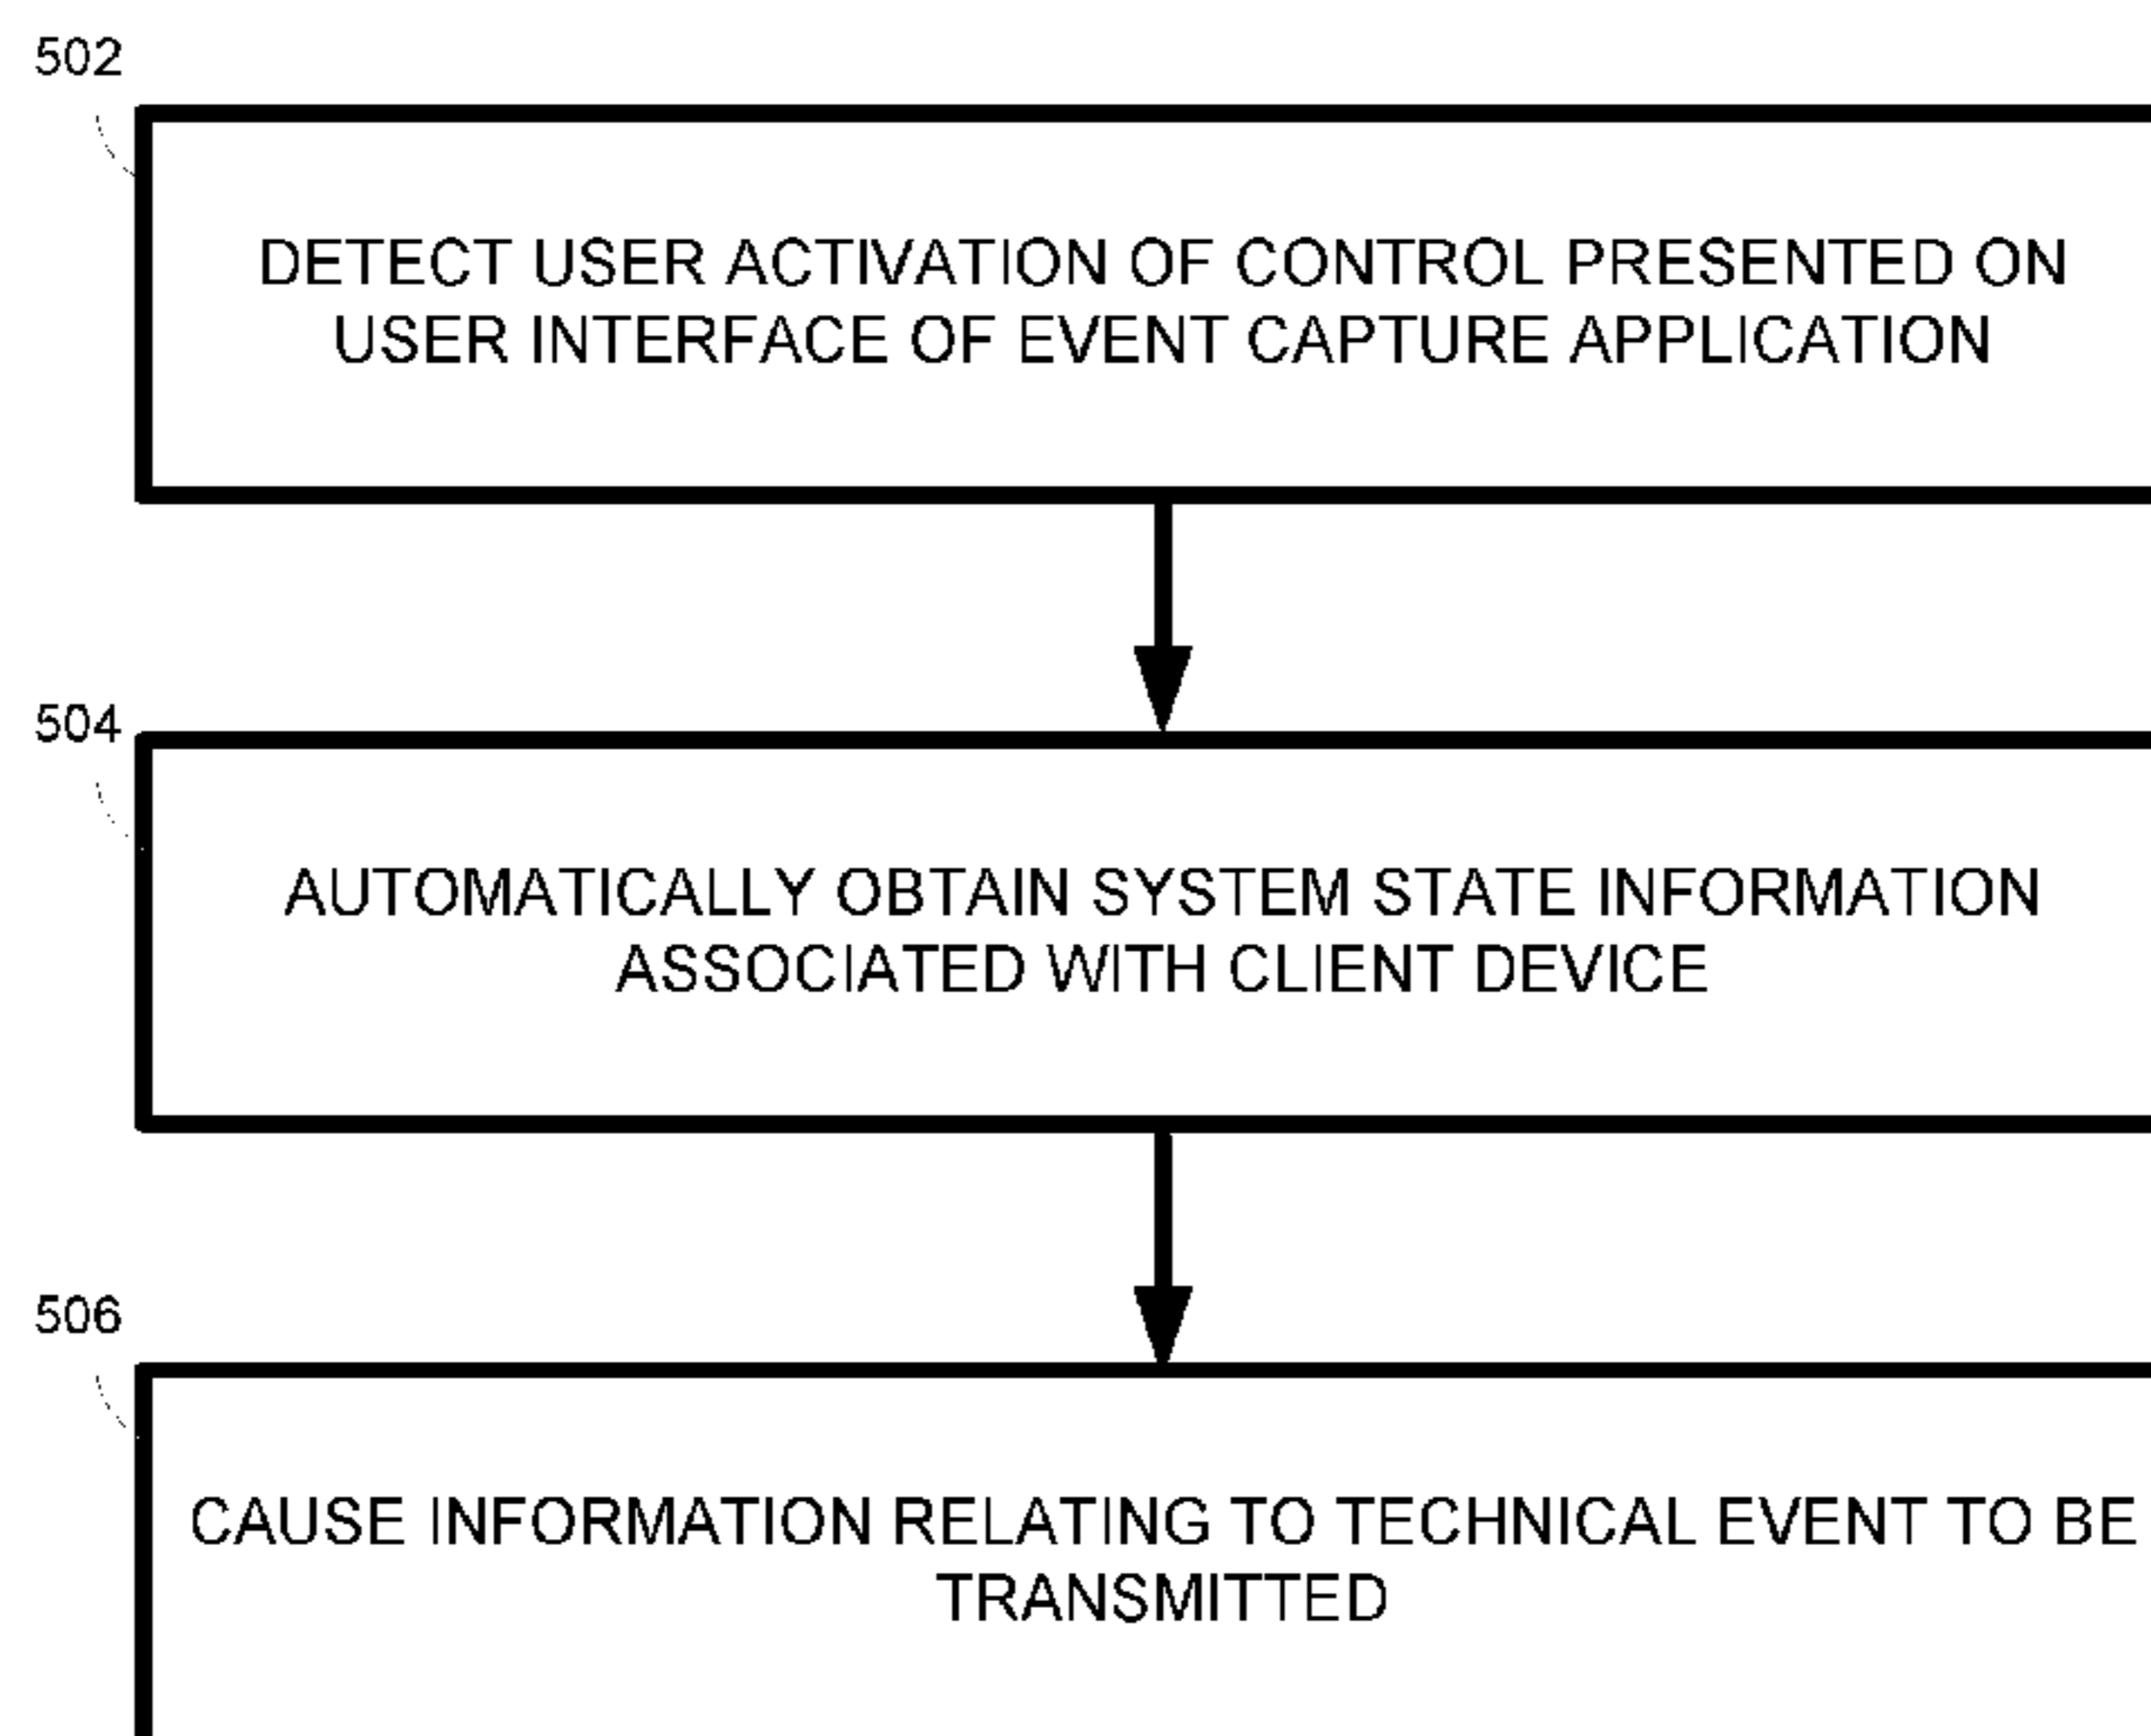 502
DETECT USER ACTIVATION OF CONTROL PRESENTED ON
USER INTERFACE OF EVENT CAPTURE APPLICATION
504
AUTOMATICALLY OBTAIN SYSTEM STATE INFORMATION
ASSOCIATED WITH CLIENT DEVICE
506
CAUSE INFORMATION RELATING TO TECHNICAL EVENT TO BE
TRANSMITTED